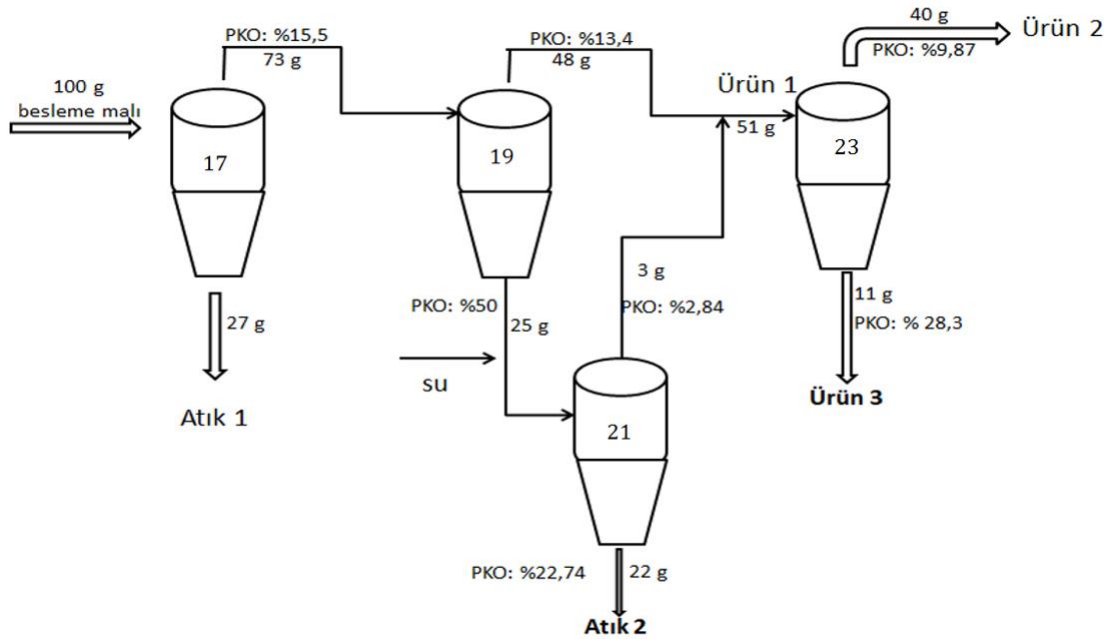 40 g
Ürün 2
PKO: %9,87
PKO: %15,5
73 g
PKO: %13,4
48 g
100 g
besleme malı
Ürün 1
51 g
17
19
23
3 g
PKO: %2,84
PKO: %50
25 g
11 g
PKO: % 28,3
27 g
su
Ürün 3
Atık 1
21
PKO: %22,74
22 g
Atık 2